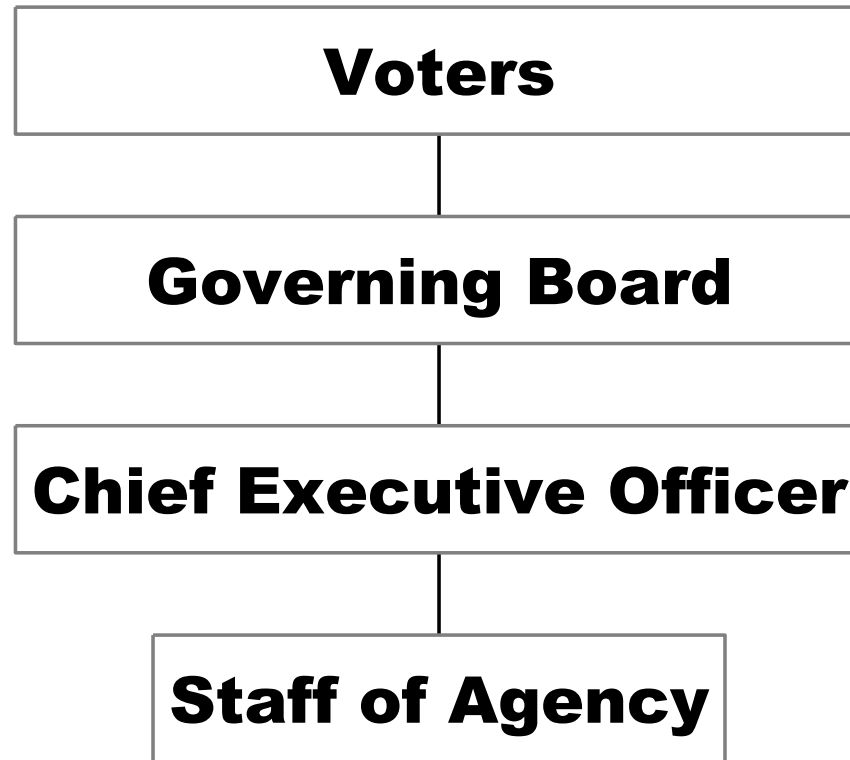 Voters
Governing Board
Chief Executive Officer
Staff of Agency